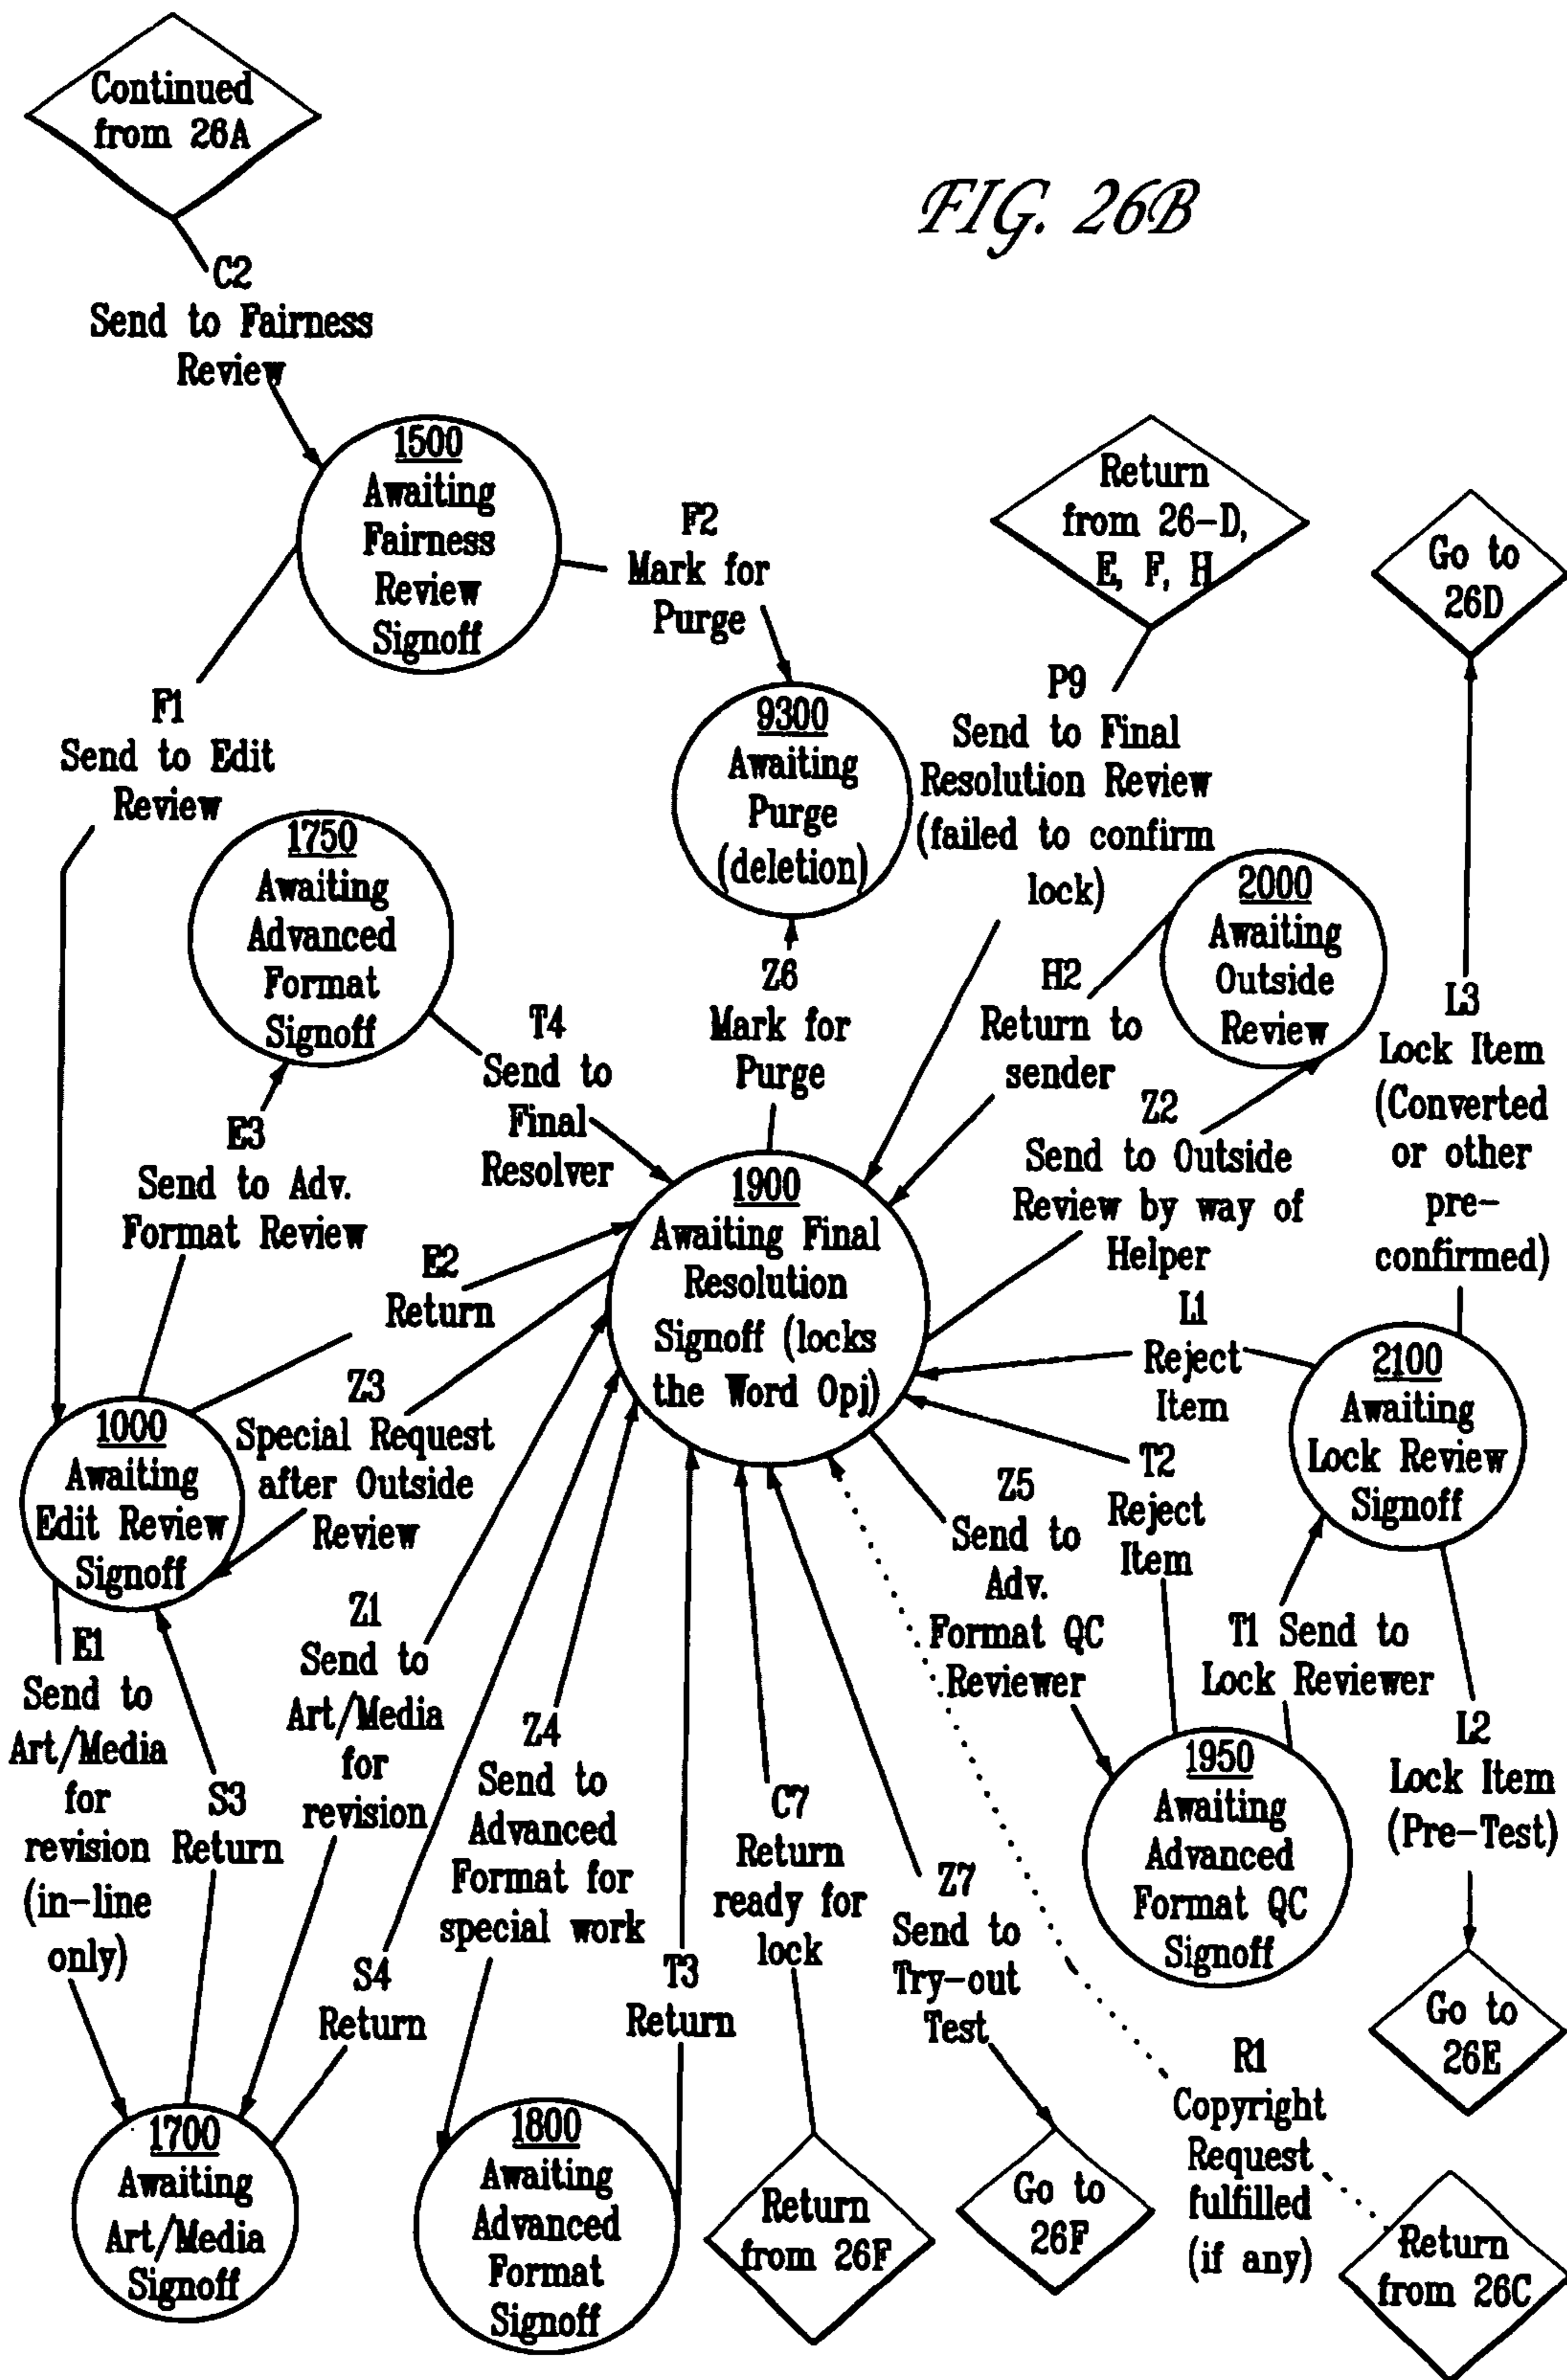 Continued
from 26A
FIG. 26B
C2
Send to Fairness
Review
1500
Awaiting
Fairness
Review
Signoff
F2
Mark for
Purge
Return
from 26-D,
E, F, H
Go to
26D
F1
Send to Edit
Review
9300
Awaiting
Purge
(deletion)
P9
Send to Final
Resolution Review
(failed to confirm
lock)
1750
Awaiting
Advanced
Format
Signoff
2000
Awaiting
Outside
Review
T4
Send to
Final
Resolver
Z6
Mark for
Purge
H2
Return to
sender
L3
Lock Item
(Converted
or other
pre-
confirmed)
E3
Send to Adv.
Format Review
Z2
Send to Outside
Review by way of
Helper
1900
Awaiting Final
Resolution
Signoff (locks
the Word Opj)
E2
Return
L1
Reject
Item
2100
Awaiting
Lock Review
Signoff
Z3
Special Request
after Outside
Review
1000
Awaiting
Edit Review
Signoff
T2
Reject
Item
Z5
Send to
Adv.
Format QC
Reviewer
Z1
Send to
Art/Media
for
revision
E1
Send to
Art/Media
for
revision
(in-line
only)
S3
Return
T1 Send to
Lock Reviewer
Z4
Send to
Advanced
Format for
special work
L2
Lock Item
(Pre-Test)
1950
Awaiting
Advanced
Format QC
Signoff
C7
Return
ready for
lock
Z7
Send to
Try-out
Test
S4
Return
T3
Return
Go to
26E
R1
Copyright
Request
fulfilled
(if any)
1700
Awaiting
Art/Media
Signoff
1800
Awaiting
Advanced
Format
Signoff
Return
from 26F
Go to
26F
Return
from 26C